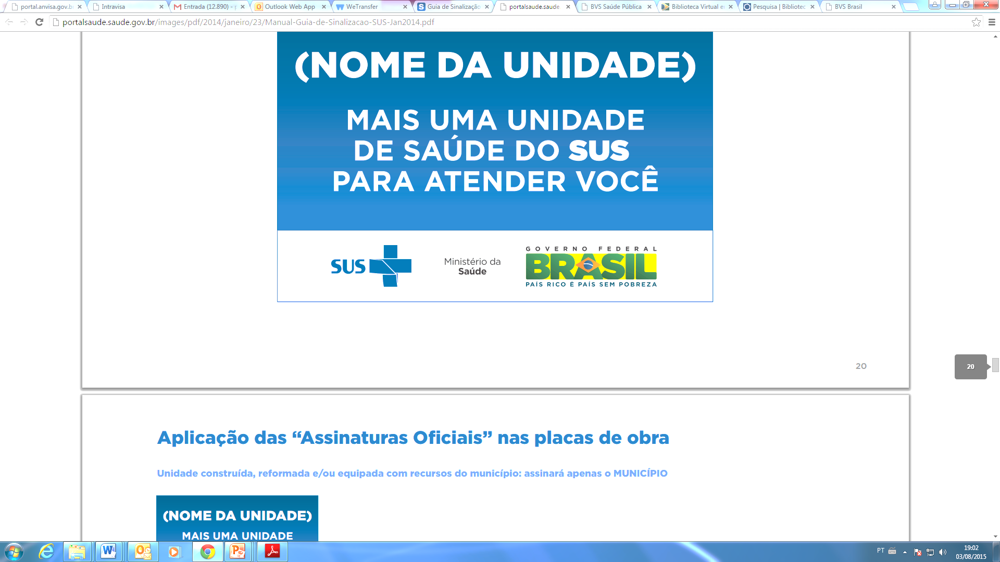 portal.anvisa.gov.b
Intravisa
Entrada (12.890) - p
Outlook Web App
WeTransfer
Guia de Sinalização
portalsaude.saude
BVS Saúde Pública
Biblioteca Virtual e
Pesquisa | Bibliotec
BVS Brasil
portalsaude.saude.gov.br/images/pdf/2014/janeiro/23/Manual-Guia-de-Sinalizacao-SUS-Jan2014.pdf
(NOME DA UNIDADE)
MAIS UMA UNIDADE
DE SAÚDE DO SUS
PARA ATENDER VOCÊ
SUS
Ministério da
Saúde
GOVERNO FEDERAL
BRASIL
PAÍS RICO É PAÍS SEM POBREZA
20
20
Aplicação das “Assinaturas Oficiais” nas placas de obra
Unidade construída, reformada e/ou equipada com recursos do município: assinará apenas o MUNICÍPIO
(NOME DA UNIDADE)
MAIS UMA UNIDADE
PT
19:02
03/08/2015